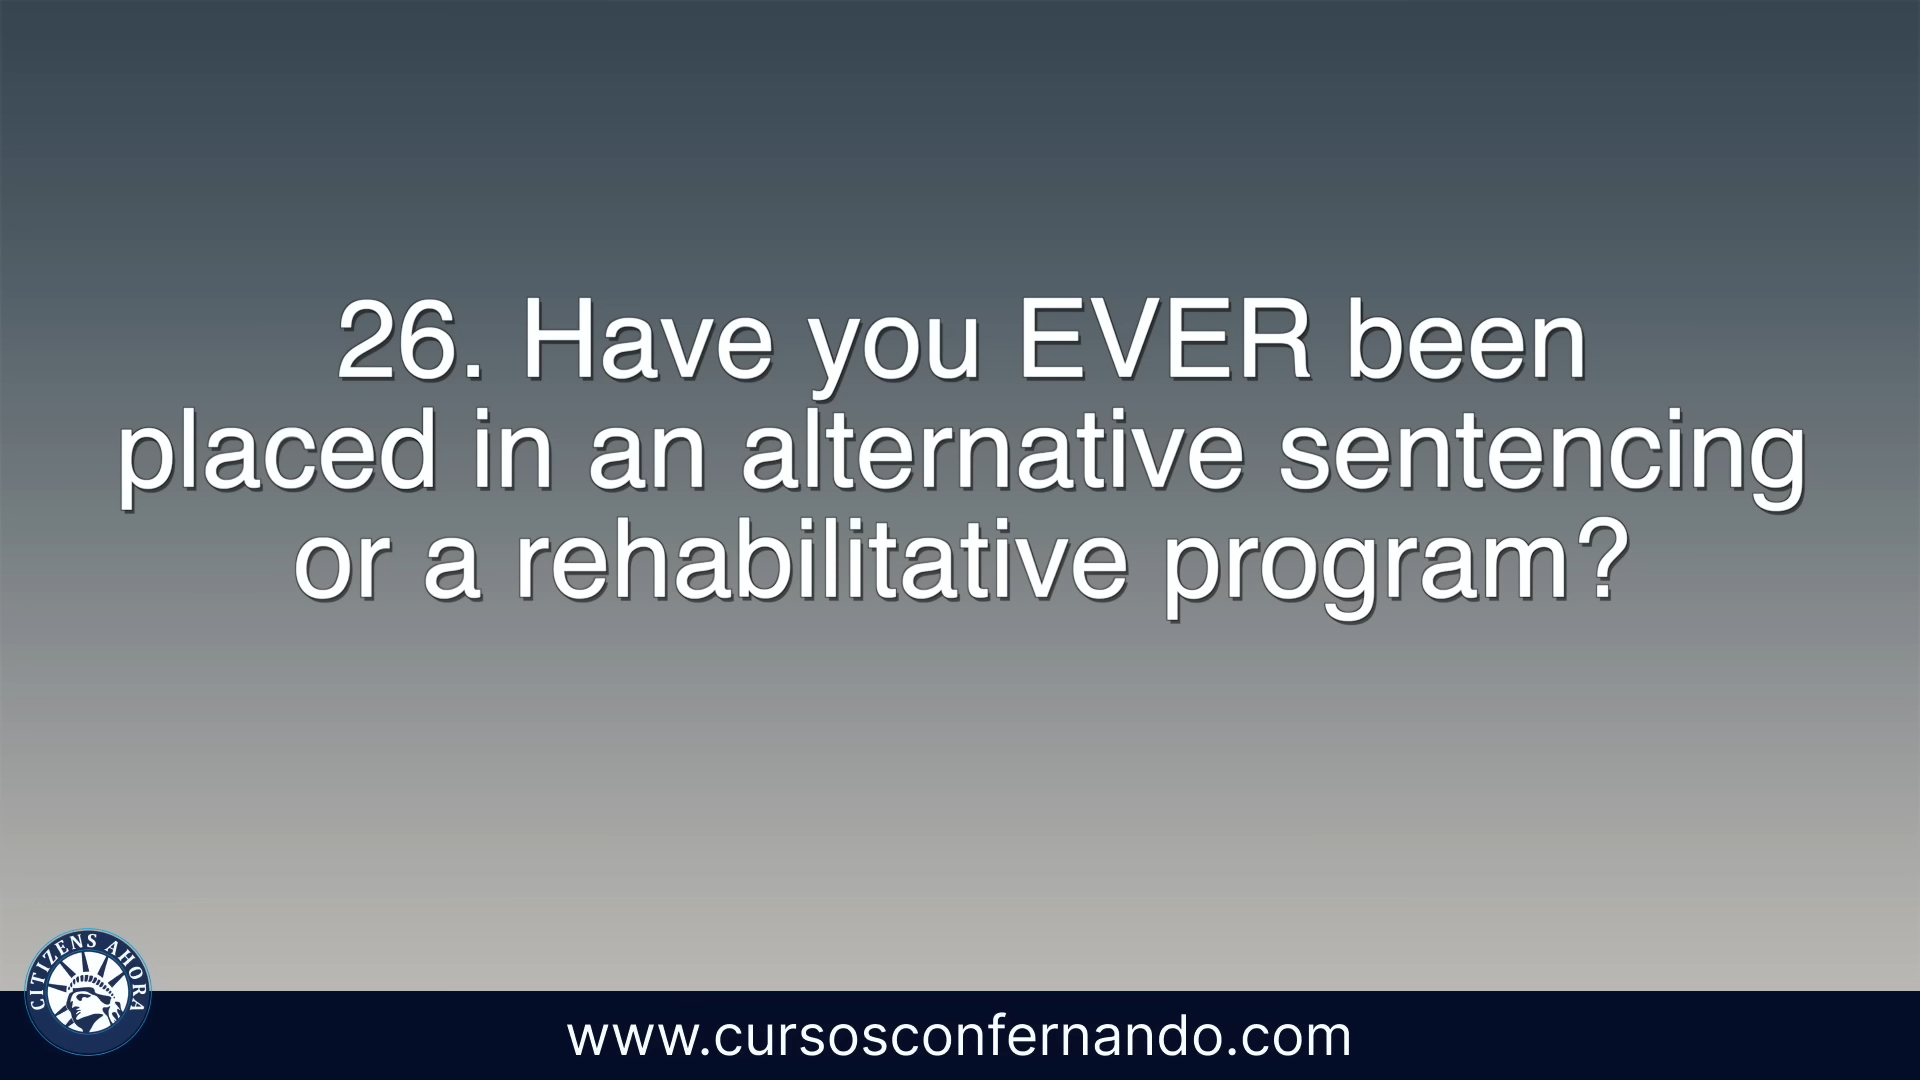 26. Have you EVER been
placed in an alternative sentencing
or a rehabilitative program?
CITIZENS AHORA
www.cursosconfernando.com